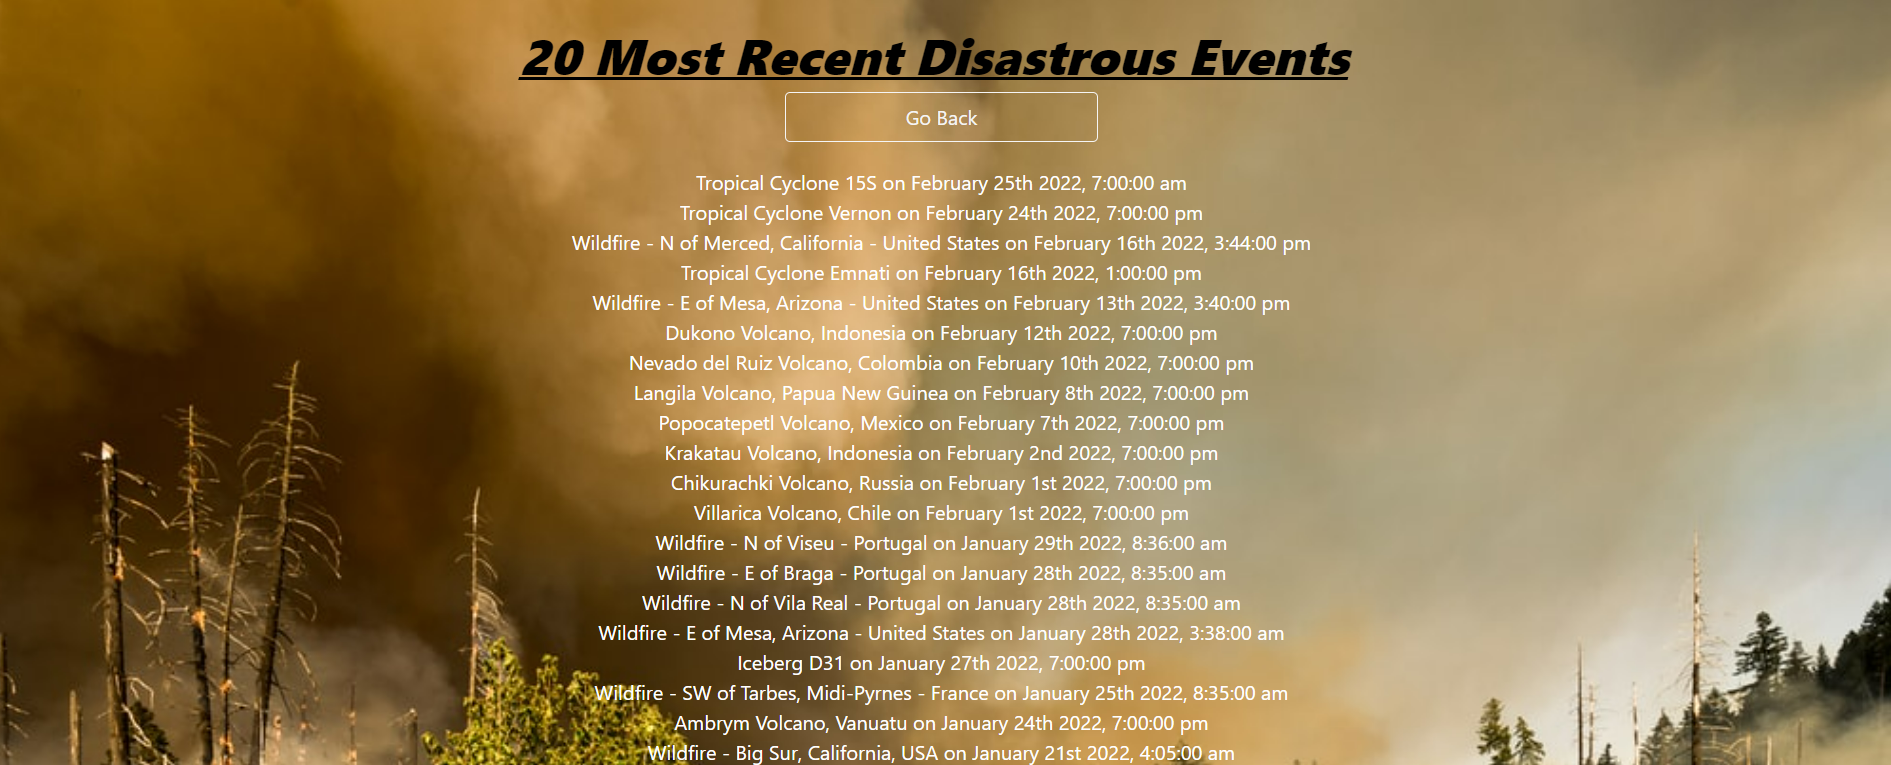 20 Most Recent Disastrous Events
Go Back
Tropical Cyclone 15S on February 25th 2022, 7:00:00 am
Tropical Cyclone Vernon on February 24th 2022, 7:00:00 pm
Wildfire - N of Merced, California - United States on February 16th 2022, 3:44:00 pm
Tropical Cyclone Emnati on February 16th 2022, 1:00:00 pm
Wildfire - E of Mesa, Arizona - United States on February 13th 2022, 3:40:00 pm
Dukono Volcano, Indonesia on February 12th 2022, 7:00:00 pm
Nevado del Ruiz Volcano, Colombia on February 10th 2022, 7:00:00 pm
Langila Volcano, Papua New Guinea on February 8th 2022, 7:00:00 pm
Popocatepetl Volcano, Mexico on February 7th 2022, 7:00:00 pm
Krakatau Volcano, Indonesia on February 2nd 2022, 7:00:00 pm
Chikurachki Volcano, Russia on February 1st 2022, 7:00:00 pm
Villarica Volcano, Chile on February 1st 2022, 7:00:00 pm
Wildfire - N of Viseu - Portugal on January 29th 2022, 8:36:00 am
Wildfire - E of Braga - Portugal on January 28th 2022, 8:35:00 am
Wildfire - N of Vila Real - Portugal on January 28th 2022, 8:35:00 am
Wildfire - E of Mesa, Arizona - United States on January 28th 2022, 3:38:00 am
Iceberg D31 on January 27th 2022, 7:00:00 pm
Wildfire - SW of Tarbes, Midi-Pyrnes - France on January 25th 2022, 8:35:00 am
Ambrym Volcano, Vanuatu on January 24th 2022, 7:00:00 pm
Wildfire - Big Sur, California, USA on January 21st 2022, 4:05:00 am